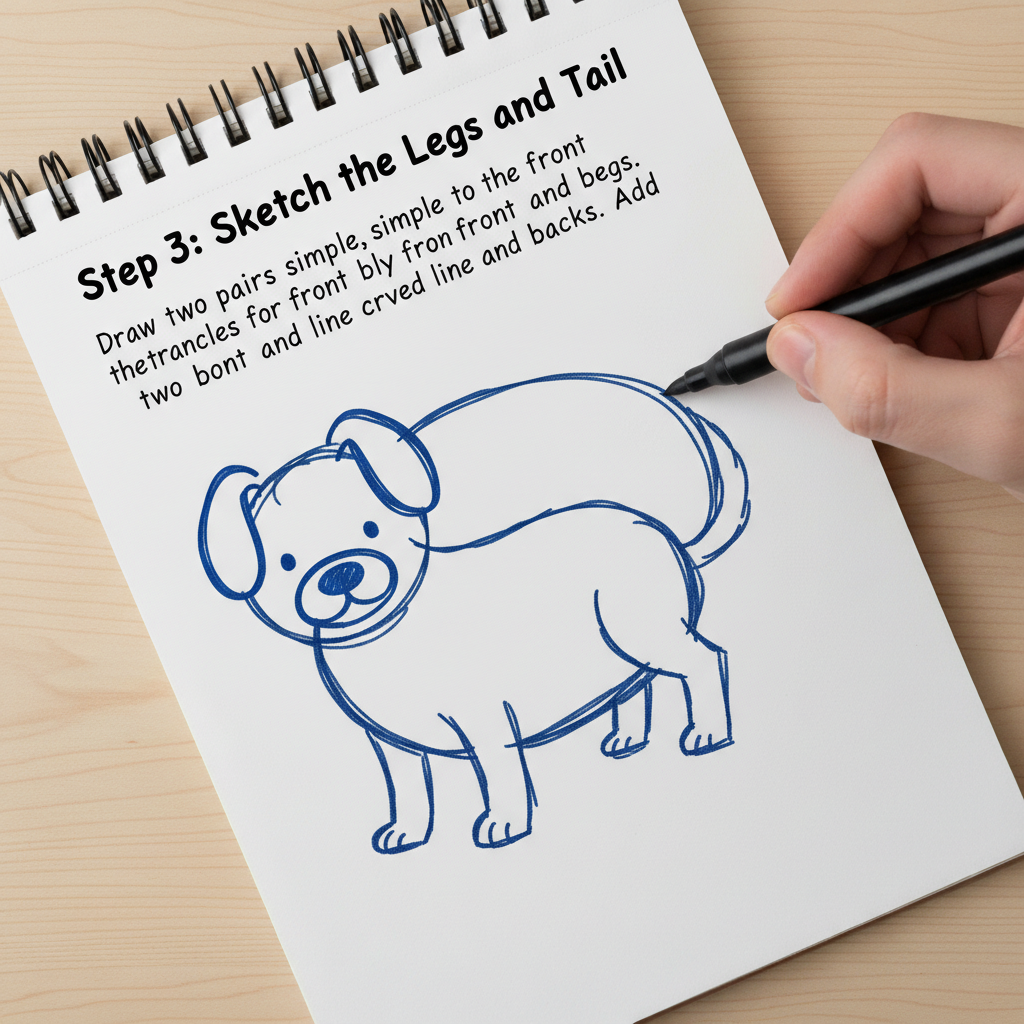 Step 3: Sketch the Legs and Tail
Draw two pairs simple, simple to the front
thetrancles for front bly fron front and begs.
two bont and line crved line and backs. Add